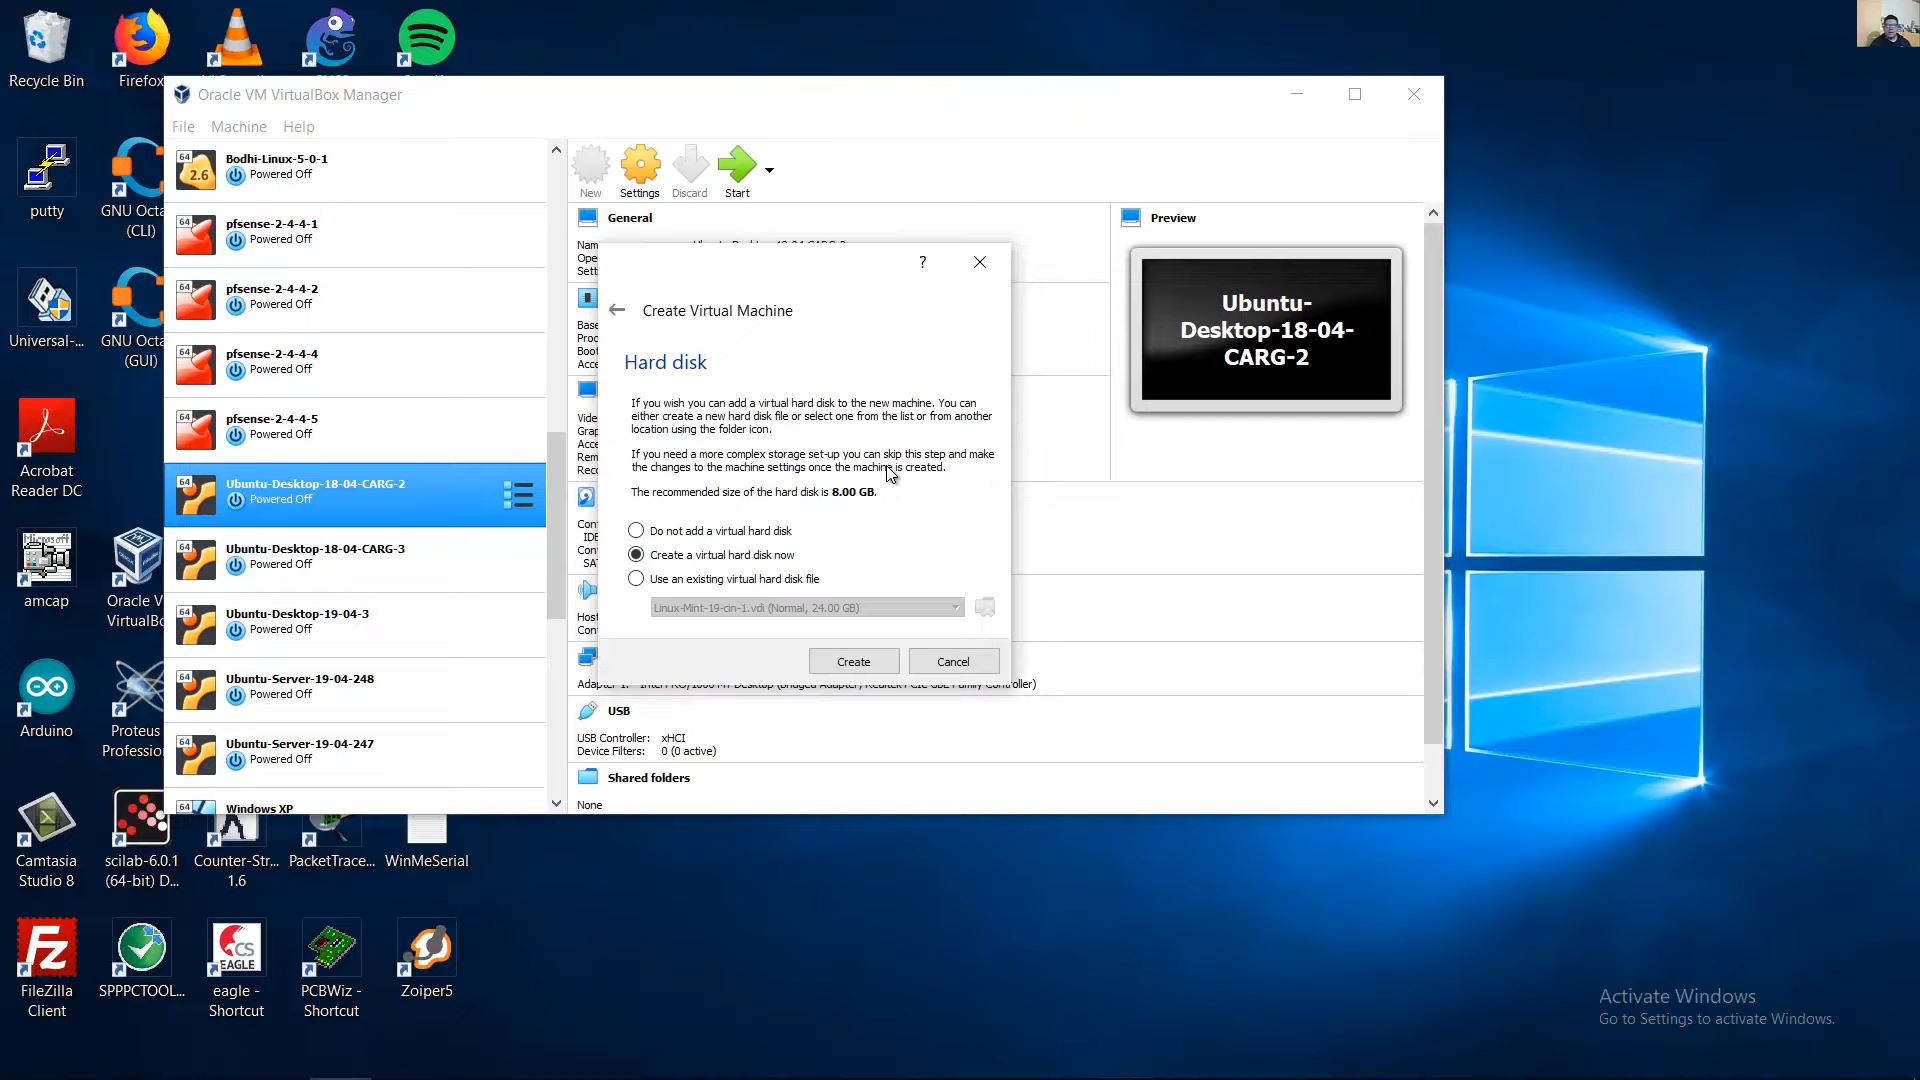 Recycle Bin
Firefox
putty
GNU Octa
(CLI)
Universal-...
GNU Octa
(GUI)
Acrobat
Reader DC
amcap
Oracle V
VirtualBo
Arduino
Proteus
Professio
Camtasia
Studio 8
scilab-6.0.1
(64-bit) D...
Counter-Str...
1.6
PacketTrace...
WinMeSerial
FileZilla
Client
SPPPCTOOL...
eagle -
Shortcut
PCBWiz -
Shortcut
Zoiper5
Oracle VM VirtualBox Manager
File Machine Help
Bodhi-Linux-5-0-1
Powered Off
pfsense-2-4-4-1
Powered Off
pfsense-2-4-4-2
Powered Off
pfsense-2-4-4-4
Powered Off
pfsense-2-4-4-5
Powered Off
Ubuntu-Desktop-18-04-CARG-2
Powered Off
Ubuntu-Desktop-18-04-CARG-3
Powered Off
Ubuntu-Desktop-19-04-3
Powered Off
Ubuntu-Server-19-04-248
Powered Off
Ubuntu-Server-19-04-247
Powered Off
Windows XP
New Settings Discard Start
General
Preview
Ubuntu-
Desktop-18-04-
CARG-2
?
Create Virtual Machine
Hard disk
If you wish you can add a virtual hard disk to the new machine. You can
either create a new hard disk file or select one from the list or from another
location using the folder icon.
If you need a more complex storage set-up you can skip this step and make
the changes to the machine settings once the machine is created.
The recommended size of the hard disk is 8.00 GB.
Do not add a virtual hard disk
Create a virtual hard disk now
Use an existing virtual hard disk file
Linux-Mint-19-cin-1.vdi (Normal, 24.00 GB)
Create Cancel
USB
USB Controller: xHCI
Device Filters: 0 (0 active)
Shared folders
None
Activate Windows
Go to Settings to activate Windows.